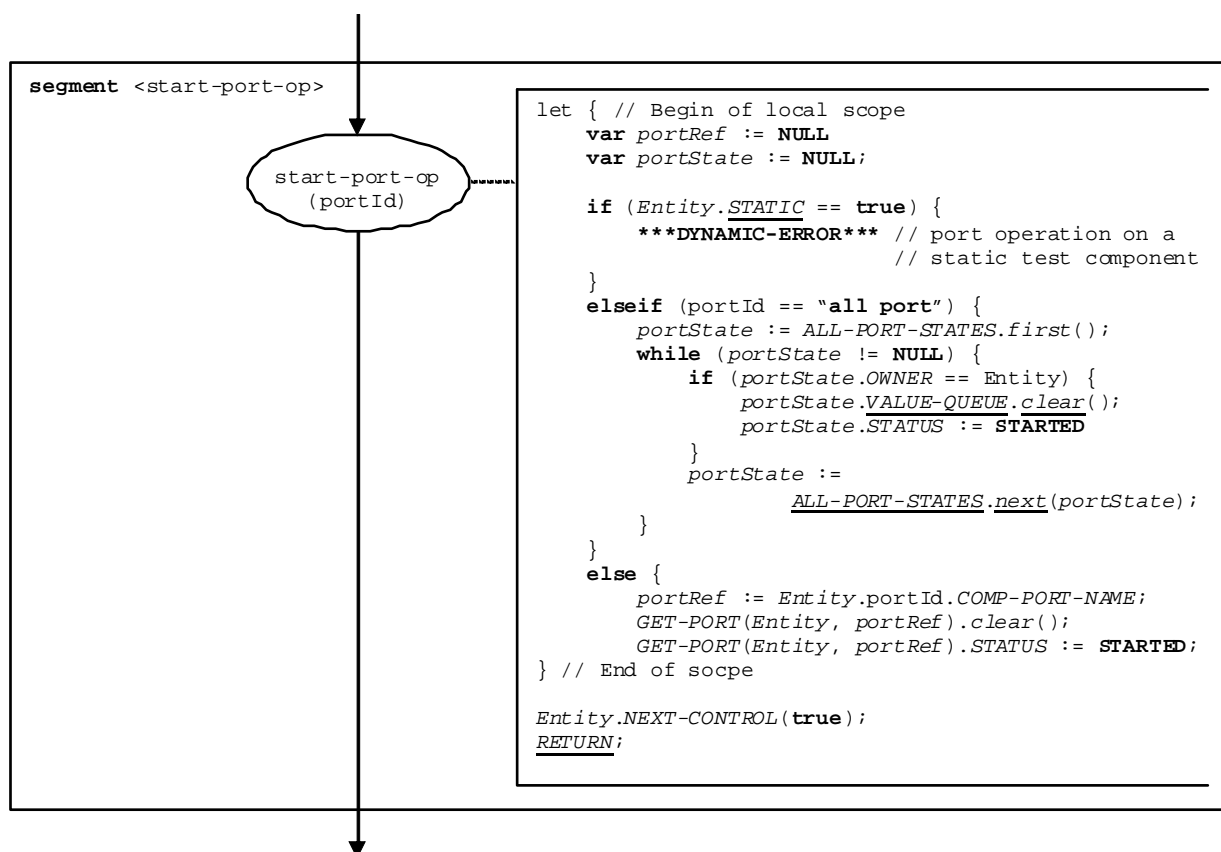 segment <start-port-op>
start-port-op
(portId)
let { // Begin of local scope
var portRef := NULL
var portState := NULL;
if (Entity.STATIC == true) {
***DYNAMIC-ERROR*** // port operation on a
// static test component
}
elseif (portId == “all port”) {
portState := ALL-PORT-STATES.first();
while (portState != NULL) {
if (portState.OWNER == Entity) {
portState.VALUE-QUEUE.clear();
portState.STATUS := STARTED
}
portState :=
ALL-PORT-STATES.next(portState);
}
}
else {
portRef := Entity.portId.COMP-PORT-NAME;
GET-PORT(Entity, portRef).clear();
GET-PORT(Entity, portRef).STATUS := STARTED;
} // End of socpe
Entity.NEXT-CONTROL(true);
RETURN;